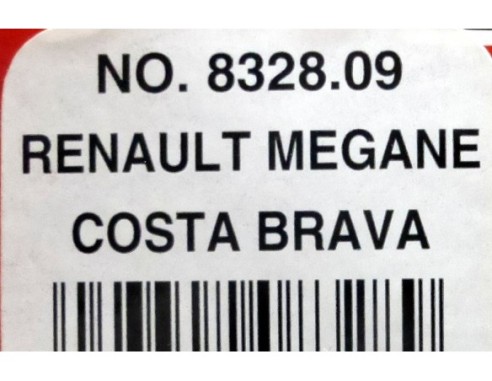 NO. 8328.09
RENAULT MEGANE
COSTA BRAVA